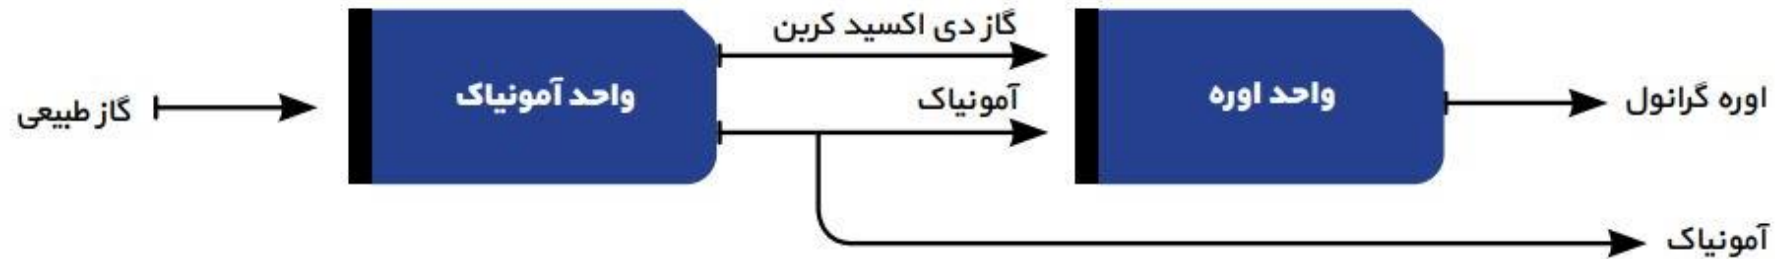 گاز طبیعی
واحد آمونیاک
گاز دی اکسید کربن
آمونیاک
واحد اوره
اوره گرانول
آمونیاک